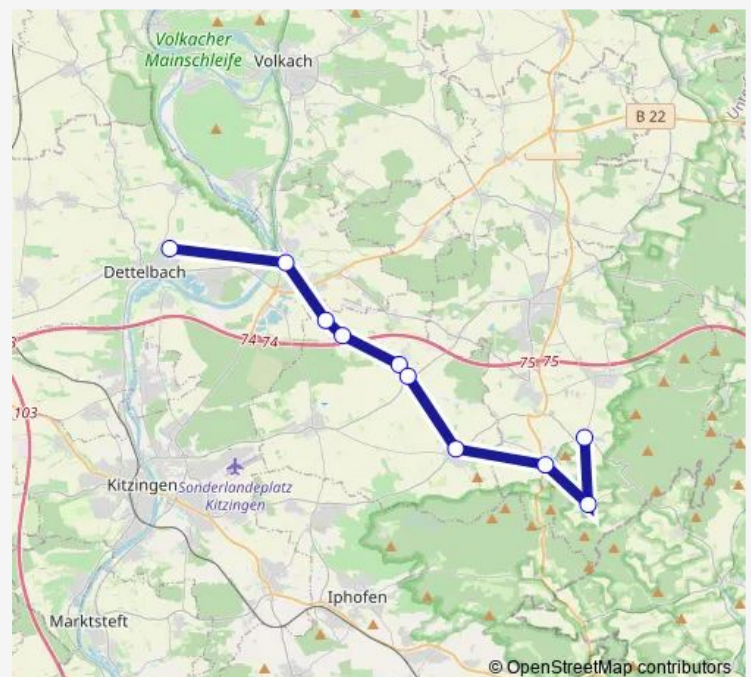 Volkacher
Mainschleife
Volkach
B 22
Dettelbach
74 74
75 75
103
Kitzingen
Sonderlandeplatz
Kitzingen
Iphofen
Marktsteft
© OpenStreetMap contributors